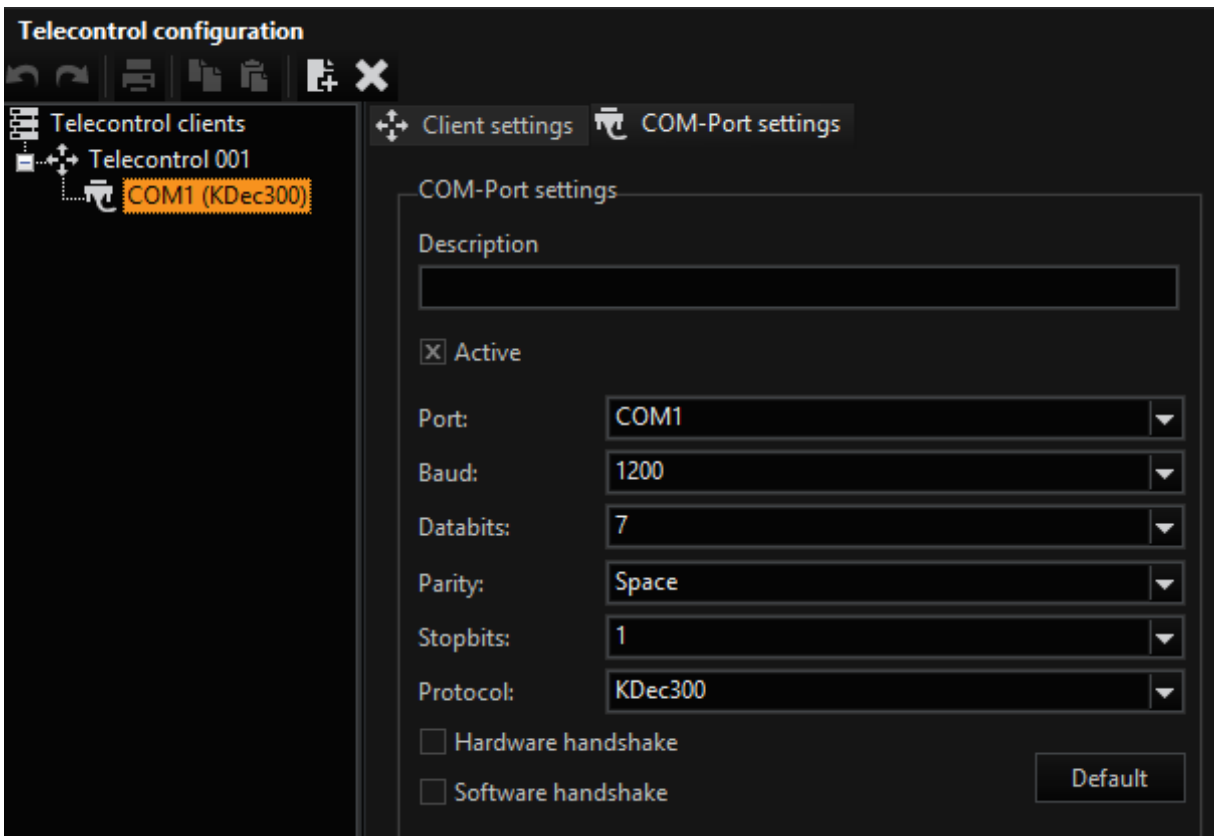 Telecontrol configuration
Telecontrol clients
Telecontrol 001
COM1 (KDec300)
Client settings
COM-Port settings
COM-Port settings
Description
Active
Port:
COM1
Baud:
1200
Databits:
7
Parity:
Space
Stopbits:
1
Protocol:
KDec300
Hardware handshake
Software handshake
Default